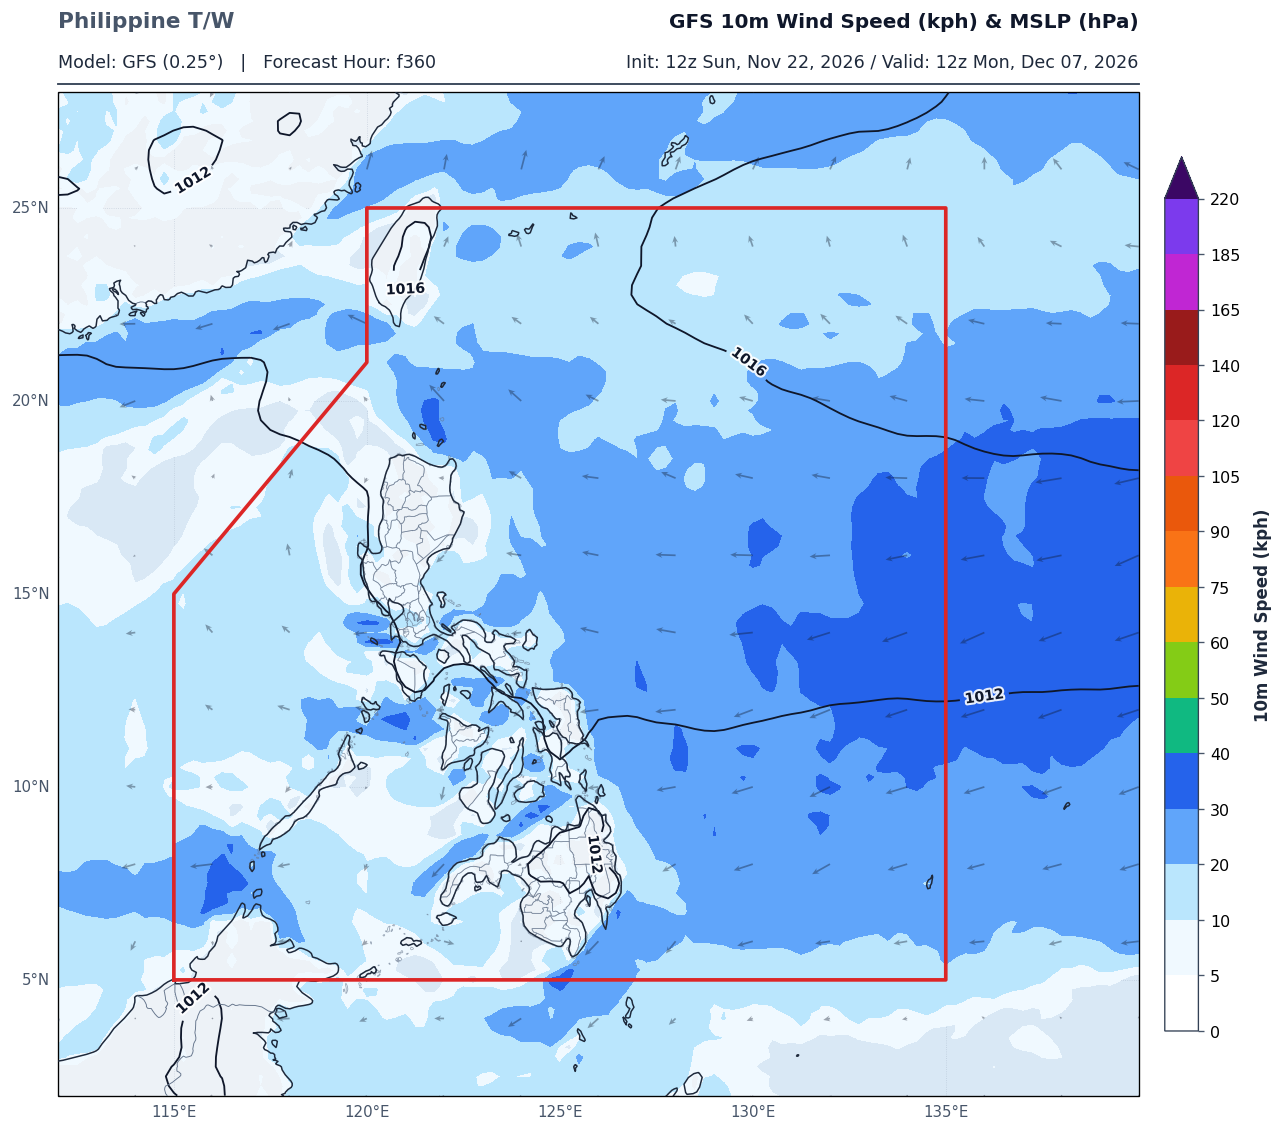 Philippine T/W
GFS 10m Wind Speed (kph) & MSLP (hPa)
Model: GFS (0.25°)   |   Forecast Hour: f360
Init: 12z Sun, Nov 22, 2026 / Valid: 12z Mon, Dec 07, 2026
1012
1016
1016
1012
1012
1012
25°N
20°N
15°N
10°N
5°N
115°E
120°E
125°E
130°E
135°E
220
185
165
140
120
105
90
75
60
50
40
30
20
10
5
0
10m Wind Speed (kph)